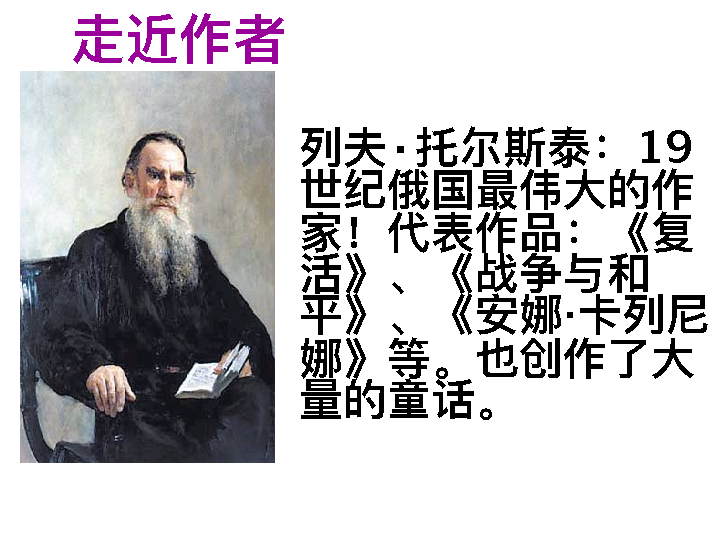 走近作者
列夫·托尔斯泰：19
世纪俄国最伟大的作
家！代表作品：《复
活》、《战争与和
平》、《安娜·卡列尼
娜》等。也创作了大
量的童话。